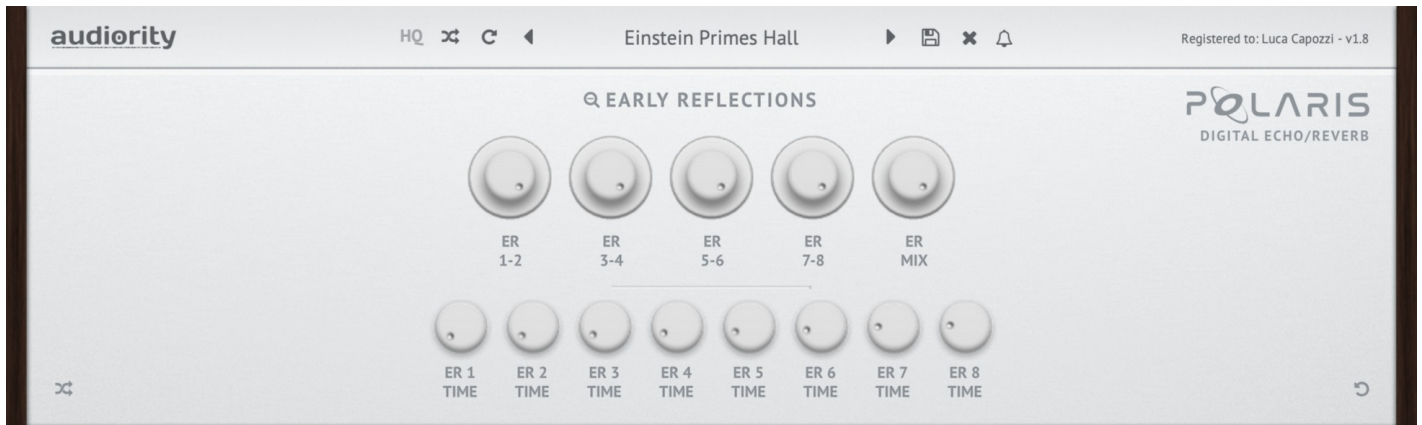 audiority
HQ
Einstein Primes Hall
Registered to: Luca Capozzi - v1.8
EARLY REFLECTIONS
POLARIS
DIGITAL ECHO/REVERB
ER
1-2
ER
3-4
ER
5-6
ER
7-8
ER
MIX
ER 1
TIME
ER 2
TIME
ER 3
TIME
ER 4
TIME
ER 5
TIME
ER 6
TIME
ER 7
TIME
ER 8
TIME